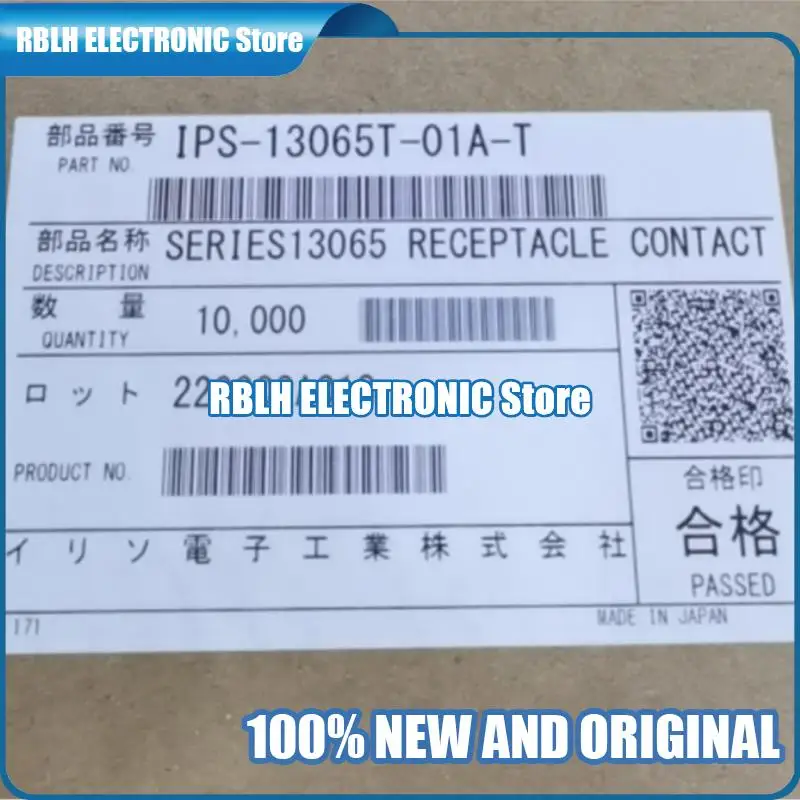 RBLH ELECTRONIC Store
部品番号 IPS-13065T-01A-T
PART NO.
部品名称 SERIES13065 RECEPTACLE CONTACT
DESCRIPTION
数 量 10,000
QUANTITY
ロット
RBLH ELECTRONIC Store
PRODUCT NO.
合格印
合格
PASSED
イリソ電子工業株式会社
171 MADE IN JAPAN
100% NEW AND ORIGINAL